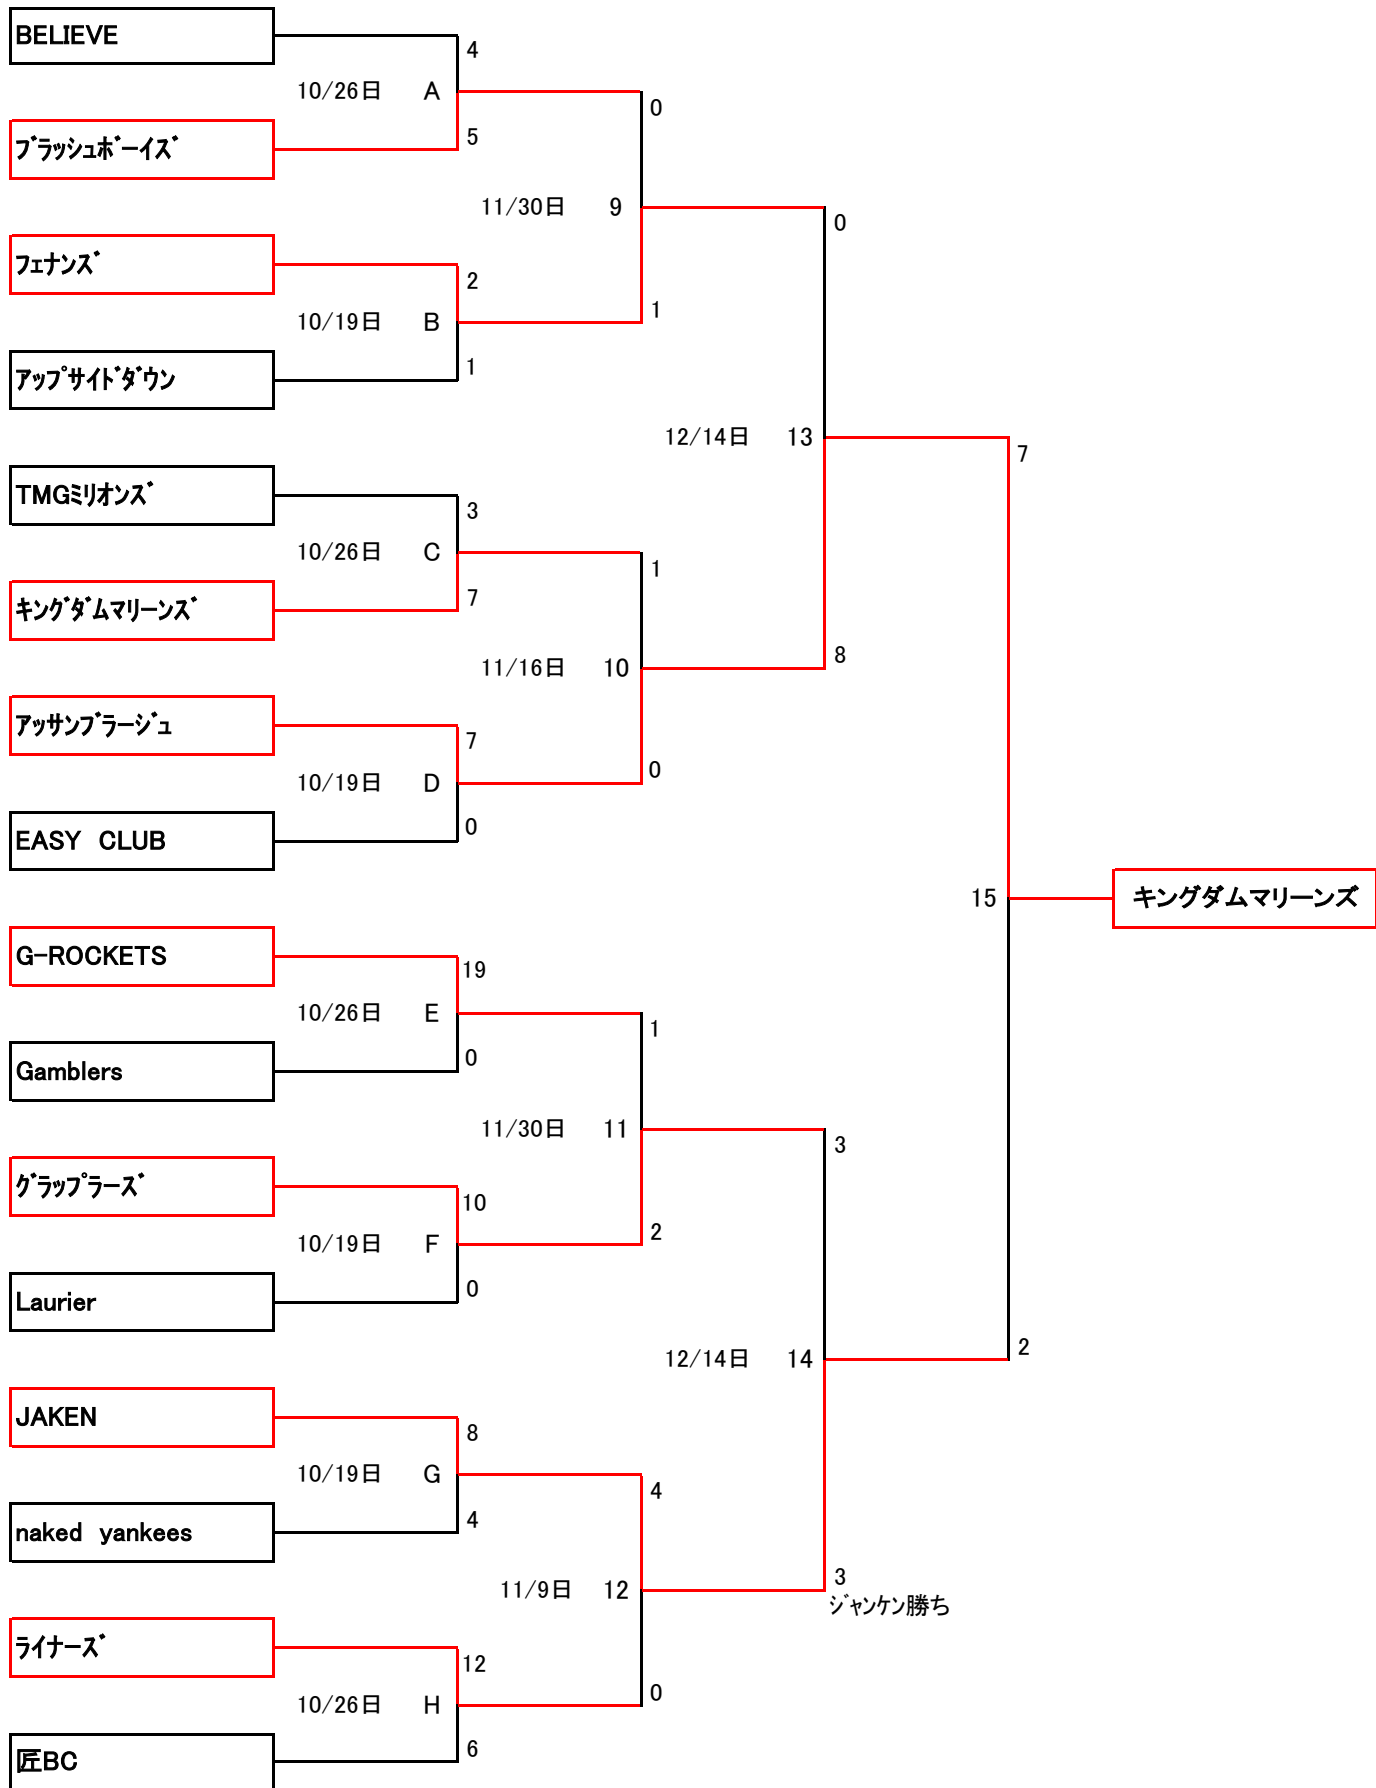 BELIEVE
4
10/26日 A
0
ﾌﾞﾗｯｼｭﾎﾞｰｲｽﾞ
5
11/30日 9
0
ﾌｪﾅﾝｽﾞ
2
10/19日 B
1
ｱｯﾌﾟｻｲﾄﾞﾀﾞｳﾝ
1
12/14日 13
7
TMGﾐﾘｵﾝｽﾞ
3
10/26日 C
1
ｷﾝｸﾞﾀﾞﾑﾏﾘｰﾝｽﾞ
7
11/16日 10
8
ｱｯｻﾝﾌﾞﾗｰｼﾞｭ
7
10/19日 D
0
EASY CLUB
0
15
キングダムマリーンズ
G-ROCKETS
19
10/26日 E
1
Gamblers
0
11/30日 11
3
ｸﾞﾗｯﾌﾟﾗｰｽﾞ
10
10/19日 F
2
Laurier
0
12/14日 14
2
JAKEN
8
10/19日 G
4
naked yankees
4
11/9日 12
3
ｼﾞｬﾝｹﾝ勝ち
ﾗｲﾅｰｽﾞ
12
10/26日 H
0
匠BC
6